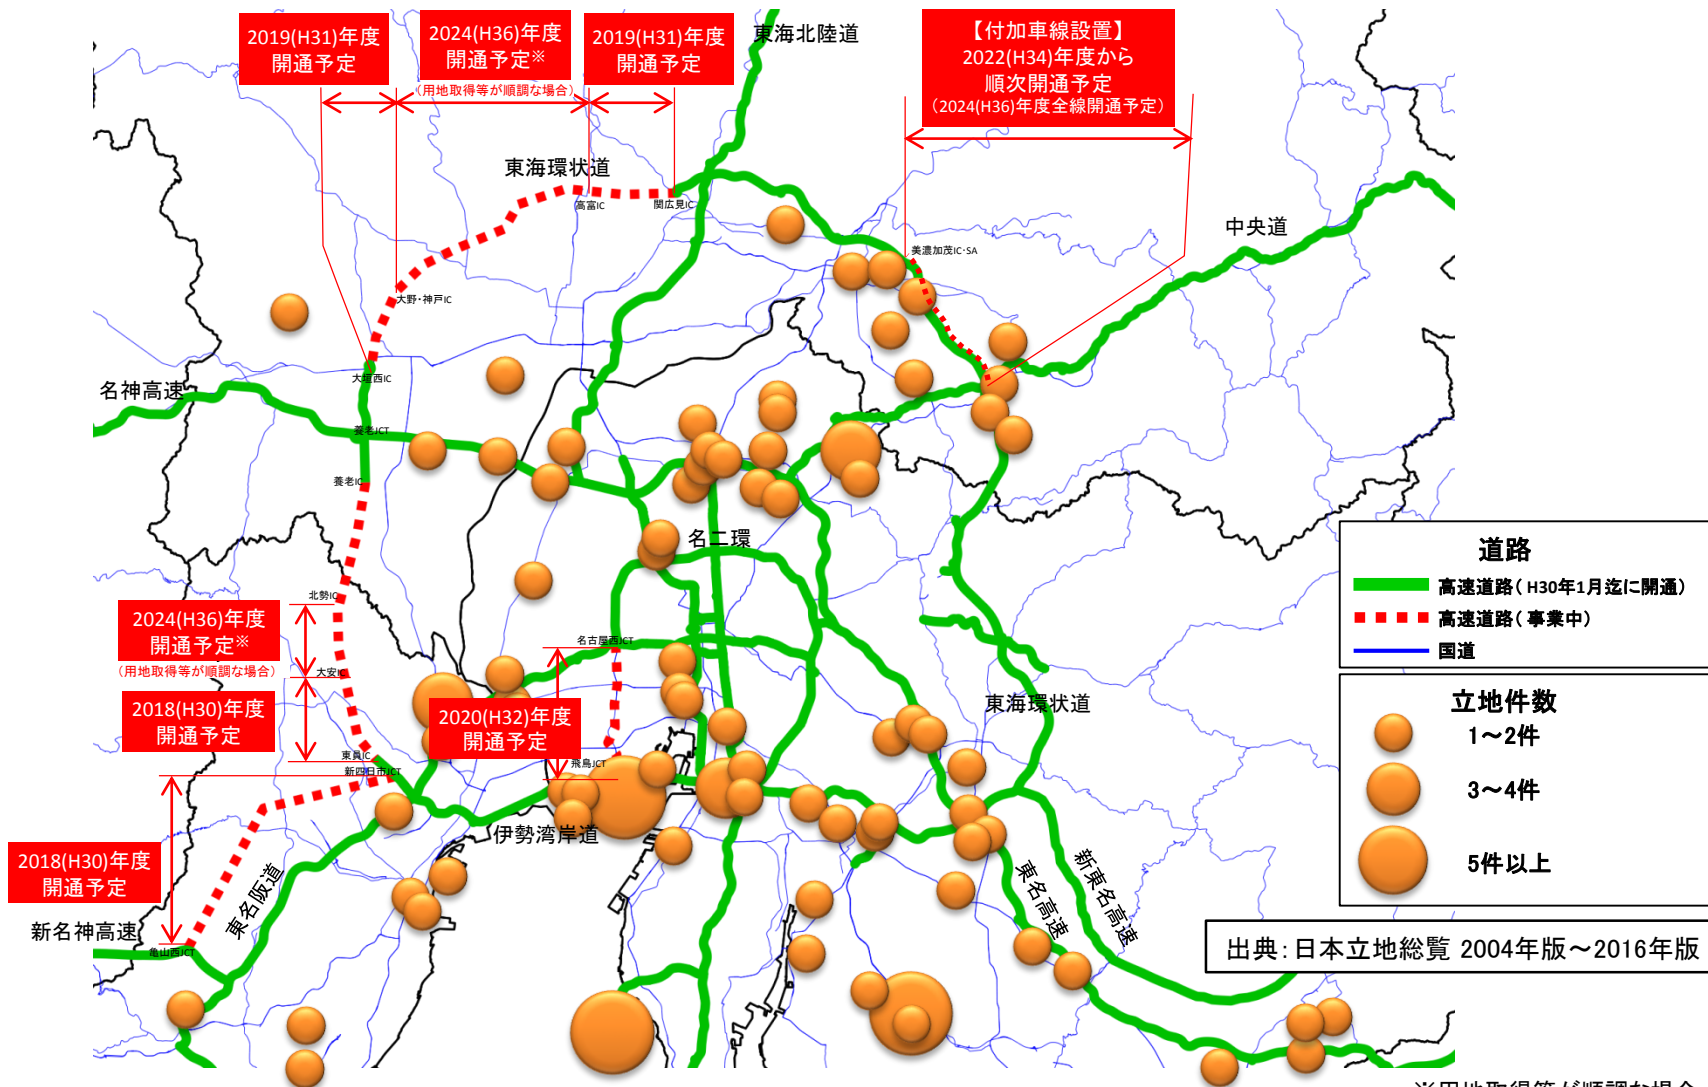 2019(H31)年度
開通予定
2024(H36)年度
開通予定※
(用地取得等が順調な場合)
2019(H31)年度
開通予定
東海北陸道
【付加車線設置】
2022(H34)年度から
順次開通予定
(2024(H36)年度全線開通予定)
東海環状道
高富IC
関広見IC
中央道
美濃加茂IC・SA
大野・神戸IC
大垣西IC
名神高速
養老JCT
養老IC
名二環
道路
高速道路(H30年1月迄に開通)
高速道路(事業中)
国道
北勢IC
2024(H36)年度
開通予定※
(用地取得等が順調な場合)
大安IC
名古屋西JCT
2018(H30)年度
開通予定
2020(H32)年度
開通予定
東海環状道
立地件数
1～2件
3～4件
5件以上
東員IC
新四日市JCT
飛島JCT
伊勢湾岸道
2018(H30)年度
開通予定
東名阪道
東名高速
新東名高速
新名神高速
亀山西JCT
出典:日本立地総覧 2004年版～2016年版
※用地取得等が順調な場合